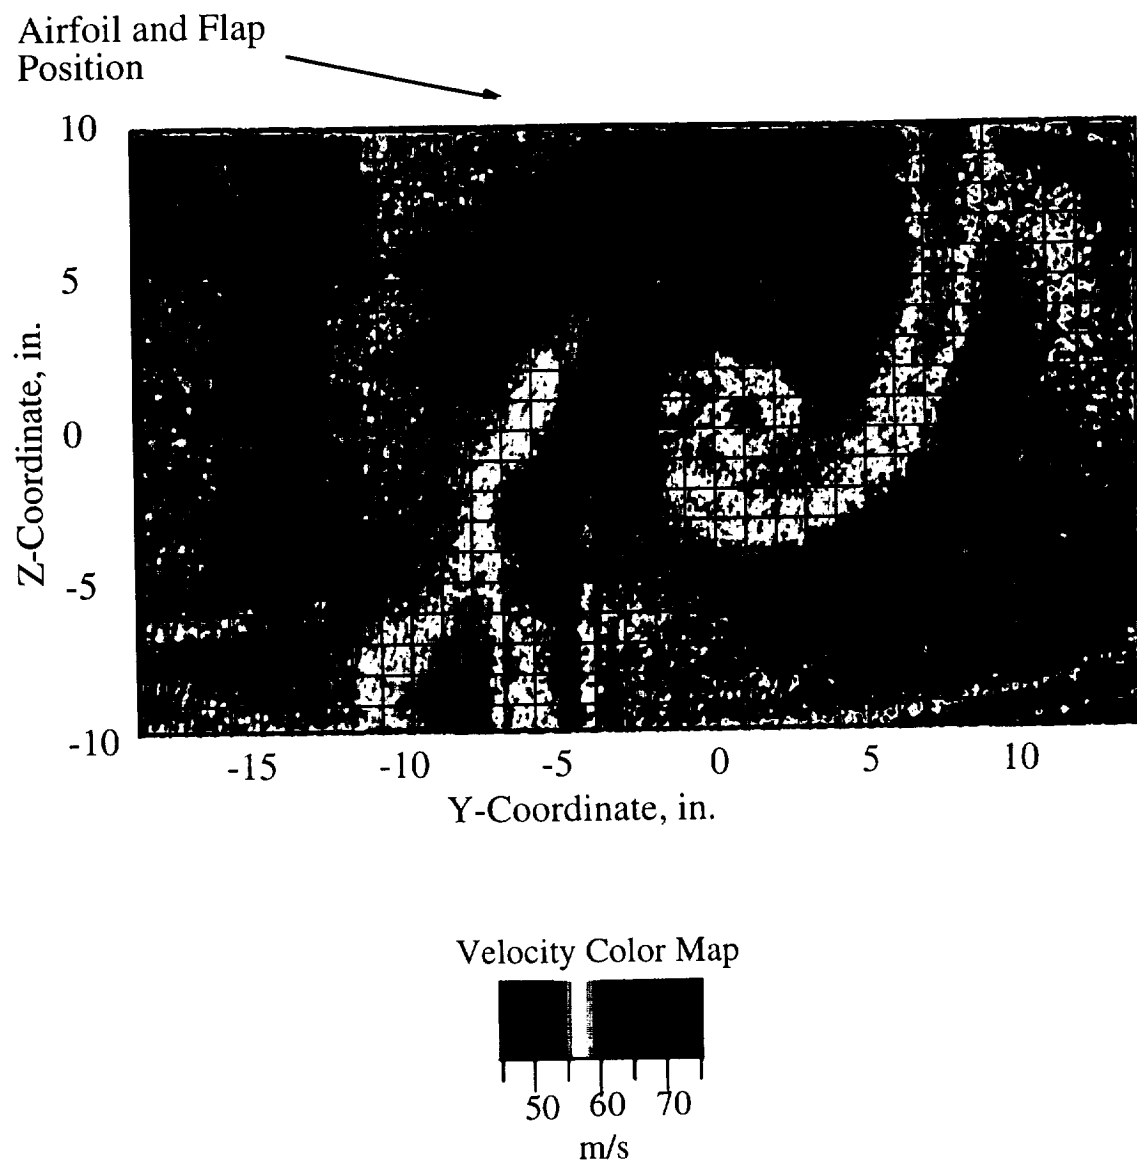 Airfoil and Flap
Position
10
5
0
-5
-10
Z-Coordinate, in.
-15 -10 -5 0 5 10
Y-Coordinate, in.
Velocity Color Map
50 60 70
m/s